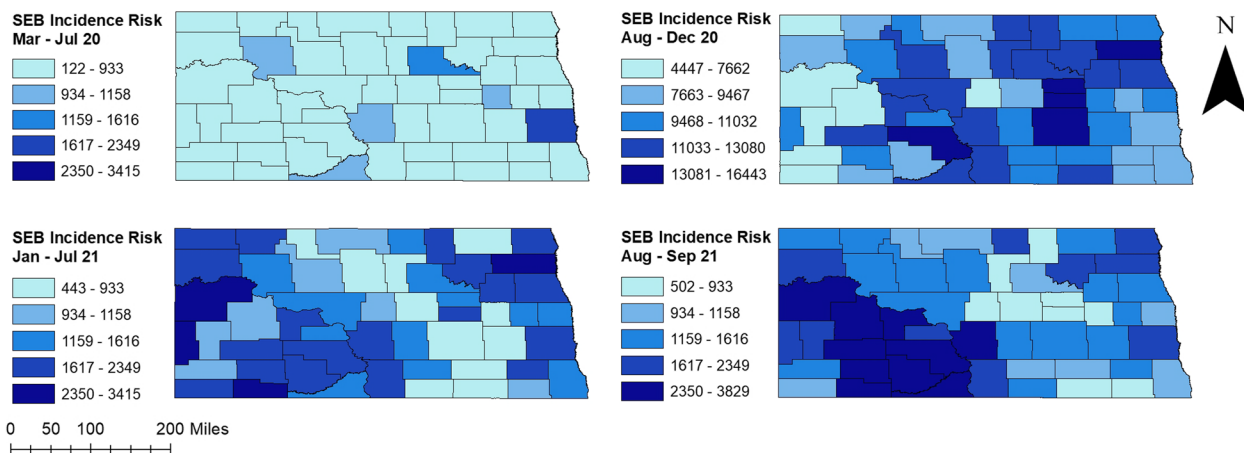 SEB Incidence Risk
Mar - Jul 20
122 - 933
934 - 1158
1159 - 1616
1617 - 2349
2350 - 3415
SEB Incidence Risk
Aug - Dec 20
4447 - 7662
7663 - 9467
9468 - 11032
11033 - 13080
13081 - 16443
N
SEB Incidence Risk
Jan - Jul 21
443 - 933
934 - 1158
1159 - 1616
1617 - 2349
2350 - 3415
SEB Incidence Risk
Aug - Sep 21
502 - 933
934 - 1158
1159 - 1616
1617 - 2349
2350 - 3829
0 50 100 200 Miles